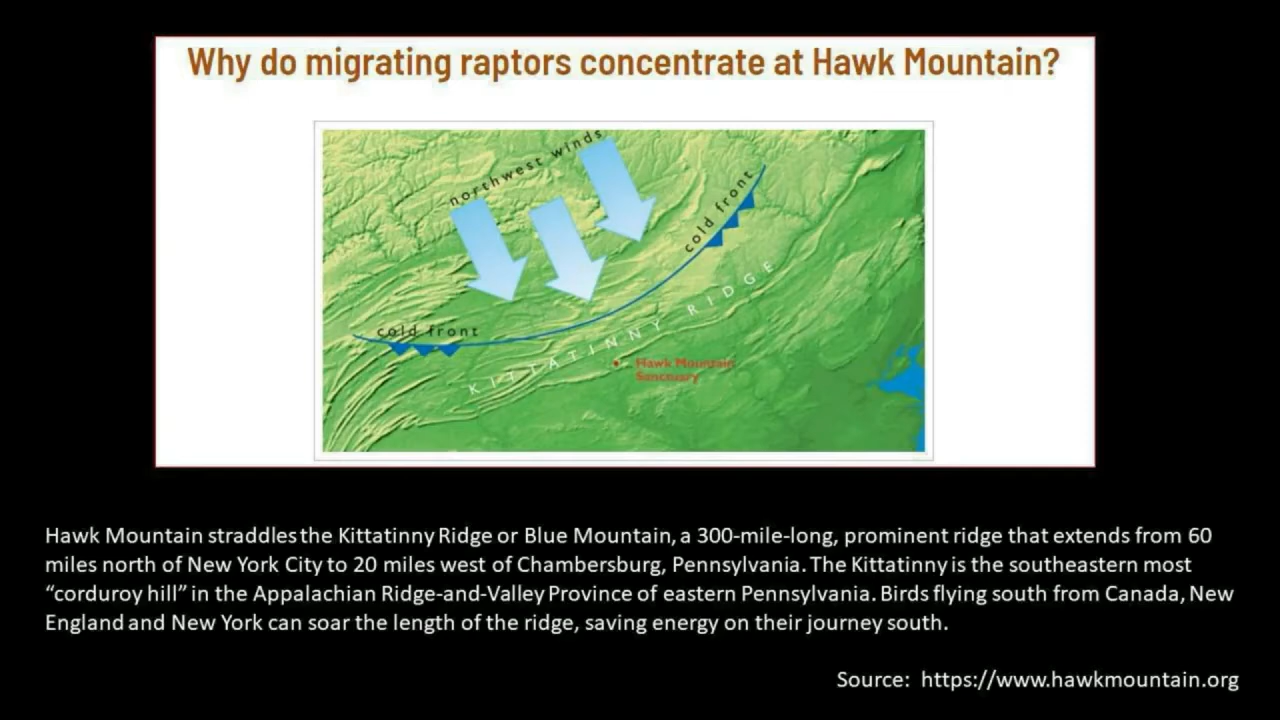 Why do migrating raptors concentrate at Hawk Mountain?
northwest winds
cold front
cold front
KITTATINNY RIDGE
Hawk Mountain
Sanctuary
Hawk Mountain straddles the Kittatinny Ridge or Blue Mountain, a 300-mile-long, prominent ridge that extends from 60
miles north of New York City to 20 miles west of Chambersburg, Pennsylvania. The Kittatinny is the southeastern most
“corduroy hill” in the Appalachian Ridge-and-Valley Province of eastern Pennsylvania. Birds flying south from Canada, New
England and New York can soar the length of the ridge, saving energy on their journey south.
Source: https://www.hawkmountain.org